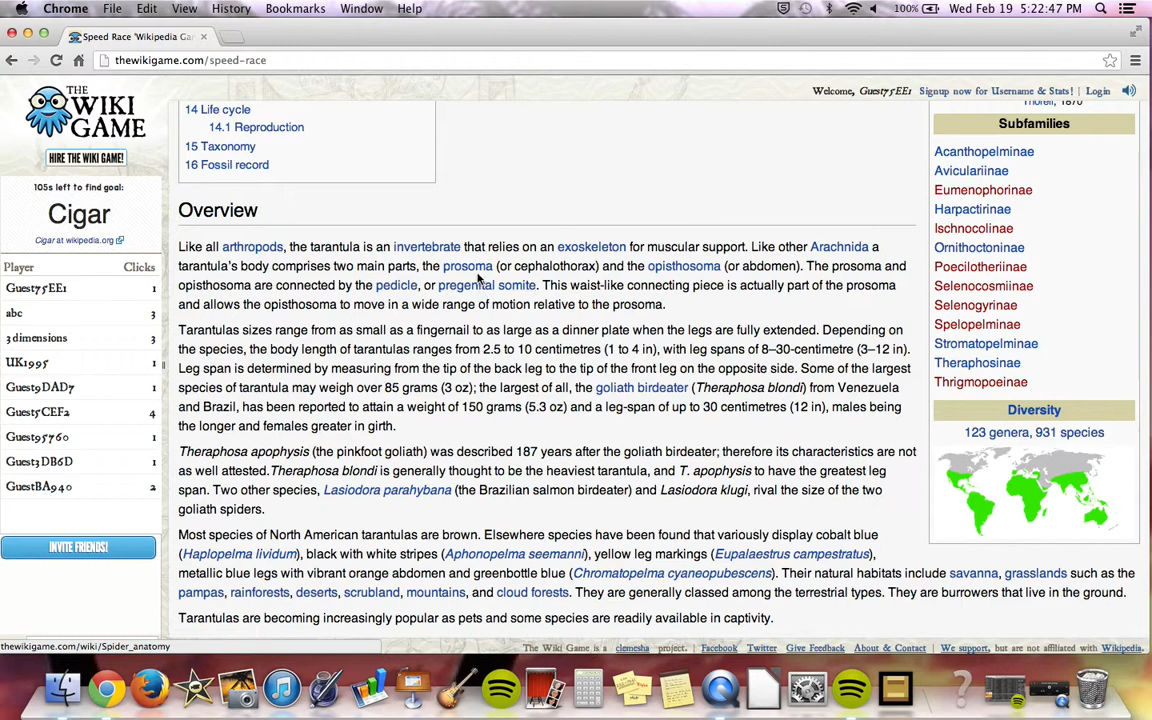 Chrome File Edit View History Bookmarks Window Help 100% Wed Feb 19 5:22:47 PM
Speed Race 'Wikipedia Ga
thewikigame.com/speed-race
THE WIKI GAME
HIRE THE WIKI GAME!
Welcome, Guest75EE1 Signup now for Username & Stats! | Login
105s left to find goal:
Cigar
Cigar at wikipedia.org
Player Clicks
Guest75EE1 1
abc 3
3 dimensions 3
UK1995 1
Guest9DAD7 1
Guest5CEF2 4
Guest95760 1
Guest3DB6D 1
GuestBA940 2
INVITE FRIENDS!
14 Life cycle
14.1 Reproduction
15 Taxonomy
16 Fossil record
Overview
Like all arthropods, the tarantula is an invertebrate that relies on an exoskeleton for muscular support. Like other Arachnida a
tarantula's body comprises two main parts, the prosoma (or cephalothorax) and the opisthosoma (or abdomen). The prosoma and
opisthosoma are connected by the pedicle, or pregenital somite. This waist-like connecting piece is actually part of the prosoma
and allows the opisthosoma to move in a wide range of motion relative to the prosoma.
Tarantulas sizes range from as small as a fingernail to as large as a dinner plate when the legs are fully extended. Depending on
the species, the body length of tarantulas ranges from 2.5 to 10 centimetres (1 to 4 in), with leg spans of 8–30-centimetre (3–12 in).
Leg span is determined by measuring from the tip of the back leg to the tip of the front leg on the opposite side. Some of the largest
species of tarantula may weigh over 85 grams (3 oz); the largest of all, the goliath birdeater (Theraphosa blondi) from Venezuela
and Brazil, has been reported to attain a weight of 150 grams (5.3 oz) and a leg-span of up to 30 centimetres (12 in), males being
the longer and females greater in girth.
Theraphosa apophysis (the pinkfoot goliath) was described 187 years after the goliath birdeater; therefore its characteristics are not
as well attested.Theraphosa blondi is generally thought to be the heaviest tarantula, and T. apophysis to have the greatest leg
span. Two other species, Lasiodora parahybana (the Brazilian salmon birdeater) and Lasiodora klugi, rival the size of the two
goliath spiders.
Most species of North American tarantulas are brown. Elsewhere species have been found that variously display cobalt blue
(Haplopelma lividum), black with white stripes (Aphonopelma seemanni), yellow leg markings (Eupalaestrus campestratus),
metallic blue legs with vibrant orange abdomen and greenbottle blue (Chromatopelma cyaneopubescens). Their natural habitats include savanna, grasslands such as the
pampas, rainforests, deserts, scrubland, mountains, and cloud forests. They are generally classed among the terrestrial types. They are burrowers that live in the ground.
Tarantulas are becoming increasingly popular as pets and some species are readily available in captivity.
Thorell, 1870
Subfamilies
Acanthopelminae
Aviculariinae
Eumenophorinae
Harpactirinae
Ischnocolinae
Ornithoctoninae
Poecilotheriinae
Selenocosmiinae
Selenogyrinae
Spelopelminae
Stromatopelminae
Theraphosinae
Thrigmopoeinae
Diversity
123 genera, 931 species
thewikigame.com/wiki/Spider_anatomy
The Wiki Game is a clemesha project. | Facebook Twitter Give Feedback About & Contact | We support, but are not affiliated with Wikipedia.